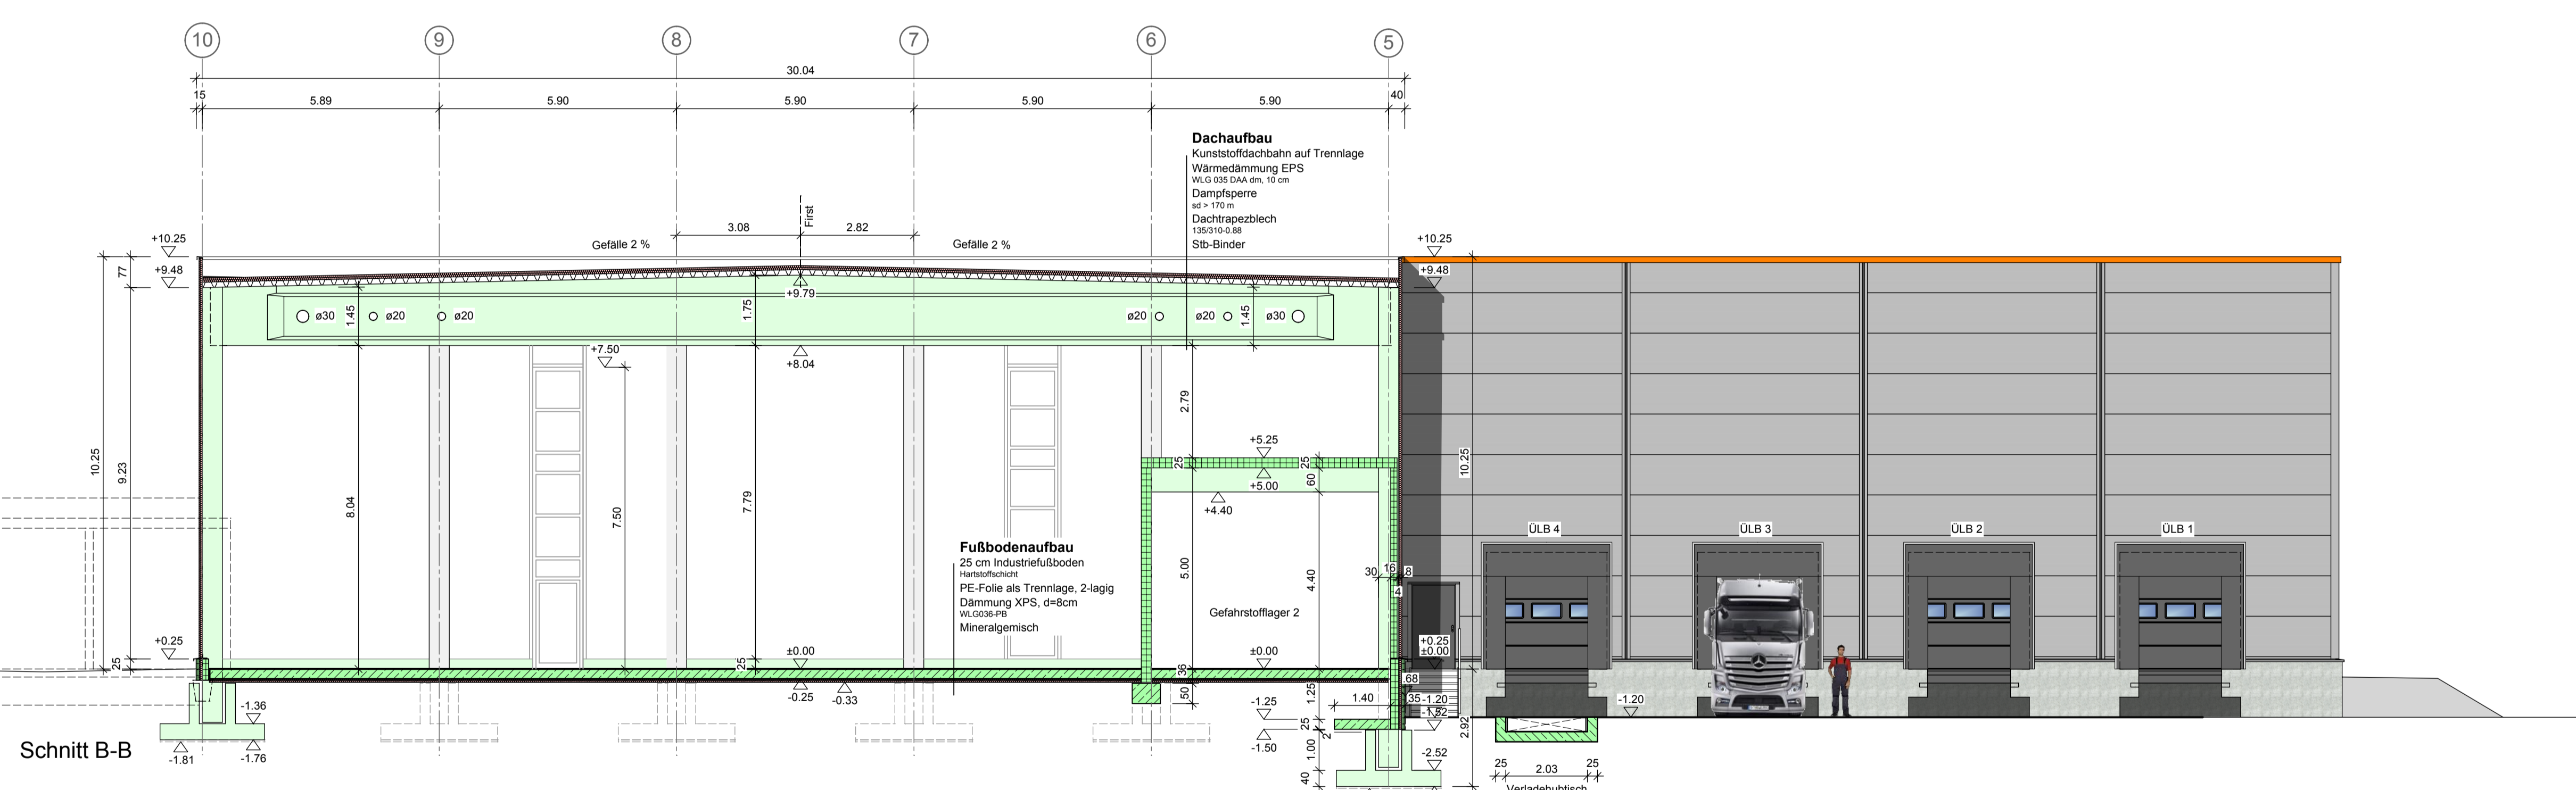 10
9
8
7
6
5
30.04
15
5.89
5.90
5.90
5.90
5.90
40
Dachaufbau
Kunststoffdachbahn auf Trennlage
Wärmedämmung EPS
WLG 035 DAA dm, 10 cm
Dampfsperre
sd > 170 m
Dachtrapezblech
135/310-0.88
Stb-Binder
First
3.08
2.82
Gefälle 2 %
Gefälle 2 %
+10.25
77
+9.48
+10.25
+9.48
+9.79
ø30
1.45
ø20
ø20
1.75
ø20
ø20
1.45
ø30
+7.50
+8.04
2.79
10.25
9.23
8.04
7.50
7.79
+5.25
25
25
+5.00
60
+4.40
10.25
5.00
4.40
30
16
8
4
Gefahrstofflager 2
Fußbodenaufbau
25 cm Industriefußboden
Hartstoffschicht
PE-Folie als Trennlage, 2-lagig
Dämmung XPS, d=8cm
WLG036-PB
Mineralgemisch
ÜLB 4
ÜLB 3
ÜLB 2
ÜLB 1
+0.25
25
±0.00
25
±0.00
+0.25
±0.00
-0.25
-0.33
36
50
1.25
1.40
.68
35
-1.20
-1.20
-1.36
-1.81
-1.76
-1.25
25
-1.50
2
1.00
40
-2.52
2.92
25
2.03
25
Verladehubtisch
Schnitt B-B